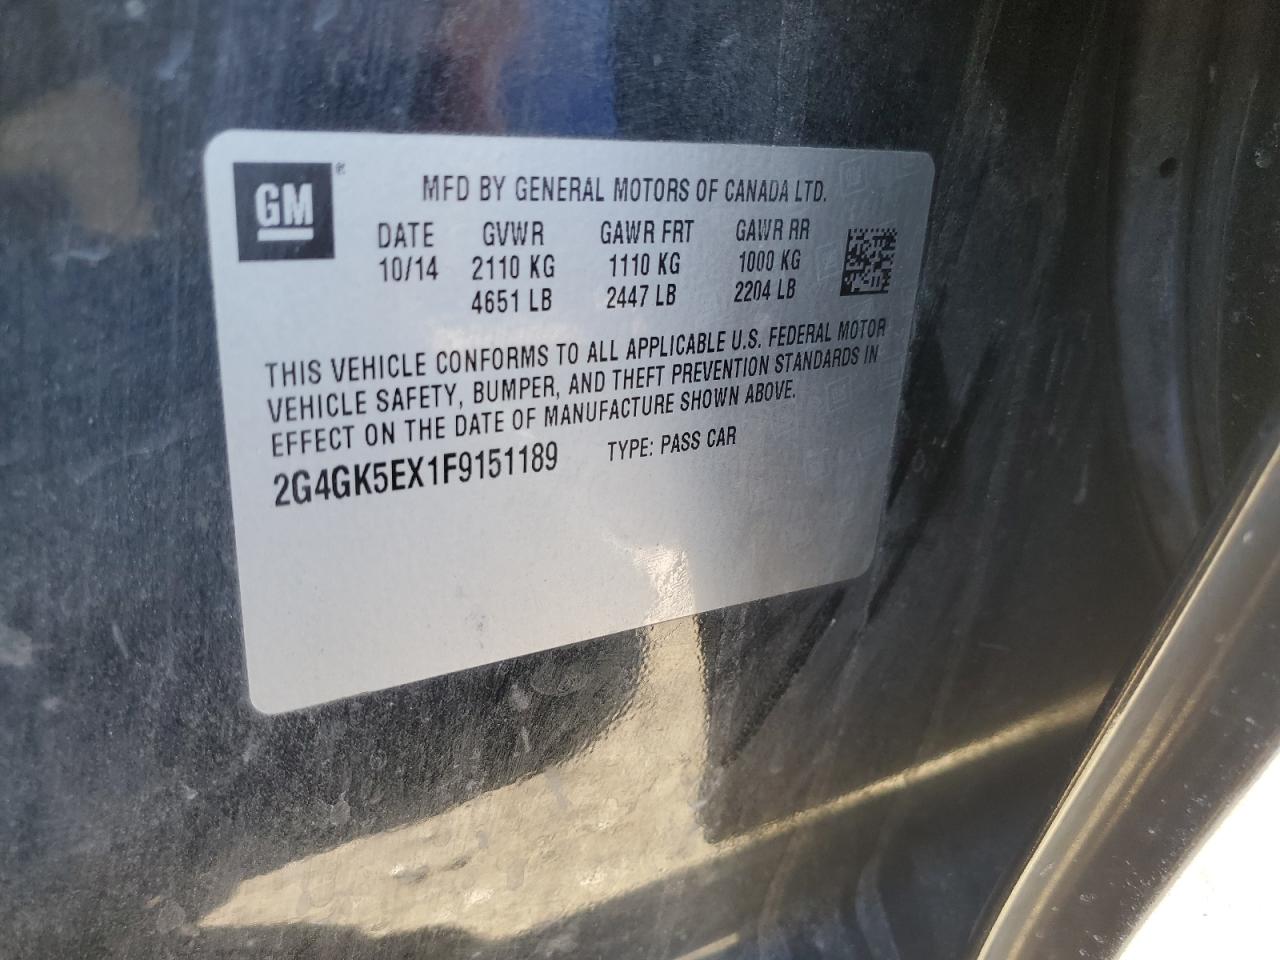 GM ®
MFD BY GENERAL MOTORS OF CANADA LTD.
DATE GVWR GAWR FRT GAWR RR
10/14 2110 KG 1110 KG 1000 KG
4651 LB 2447 LB 2204 LB
THIS VEHICLE CONFORMS TO ALL APPLICABLE U.S. FEDERAL MOTOR
VEHICLE SAFETY, BUMPER, AND THEFT PREVENTION STANDARDS IN
EFFECT ON THE DATE OF MANUFACTURE SHOWN ABOVE.
2G4GK5EX1F9151189 TYPE: PASS CAR